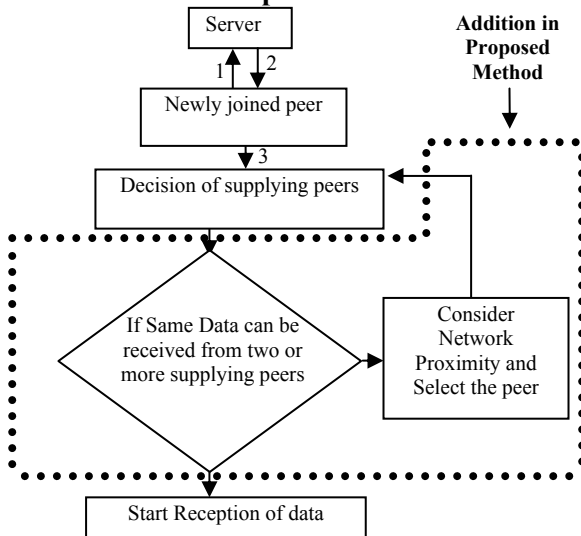 Server
Addition in
Proposed
Method
1
2
Newly joined peer
3
Decision of supplying peers
If Same Data can be
received from two or
more supplying peers
Consider
Network
Proximity and
Select the peer
Start Reception of data